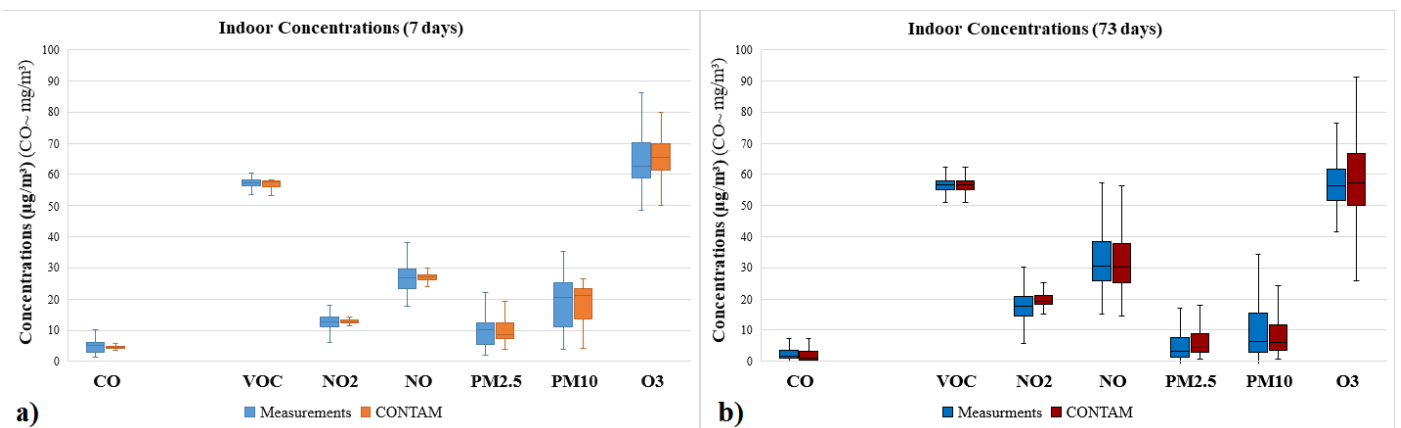 Indoor Concentrations (7 days)
Concentrations (µg/m³) (CO~ mg/m³)
100
90
80
70
60
50
40
30
20
10
0
CO VOC NO2 NO PM2.5 PM10 O3
Measurements CONTAM
a)
Indoor Concentrations (73 days)
Concentrations (µg/m³) (CO~ mg/m³)
100
90
80
70
60
50
40
30
20
10
0
CO VOC NO2 NO PM2.5 PM10 O3
Measurments CONTAM
b)